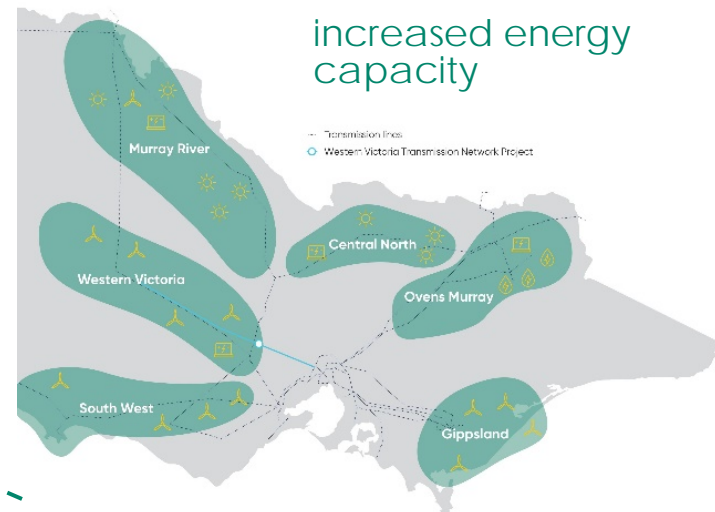 increased energy
capacity
Transmission lines
Western Victoria Transmission Network Project
Murray River
Central North
Western Victoria
Ovens Murray
South West
Gippsland